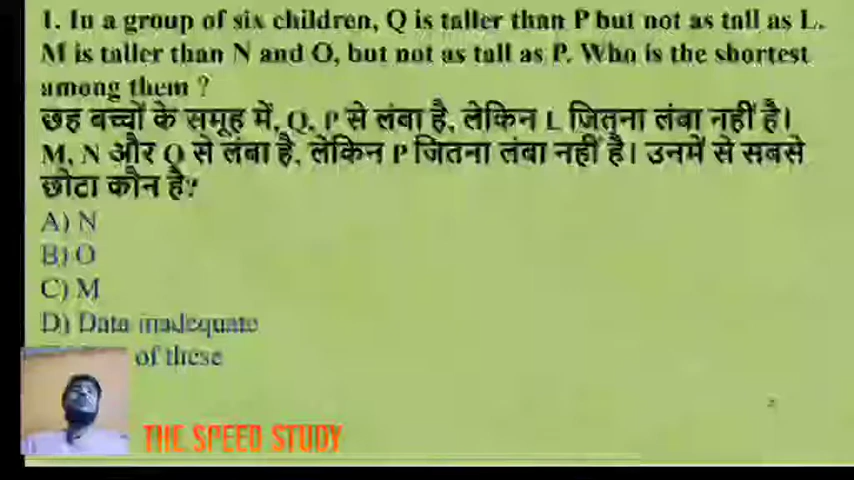 1. In a group of six children, Q is taller than P but not as tall as L.
M is taller than N and O, but not as tall as P. Who is the shortest
among them ?
छह बच्चों के समूह में, Q, P से लंबा है, लेकिन L जितना लंबा नहीं है।
M, N और O से लंबा है, लेकिन P जितना लंबा नहीं है। उनमें से सबसे
छोटा कौन है?
A) N
B) O
C) M
D) Data inadequate
of these
THE SPEED STUDY